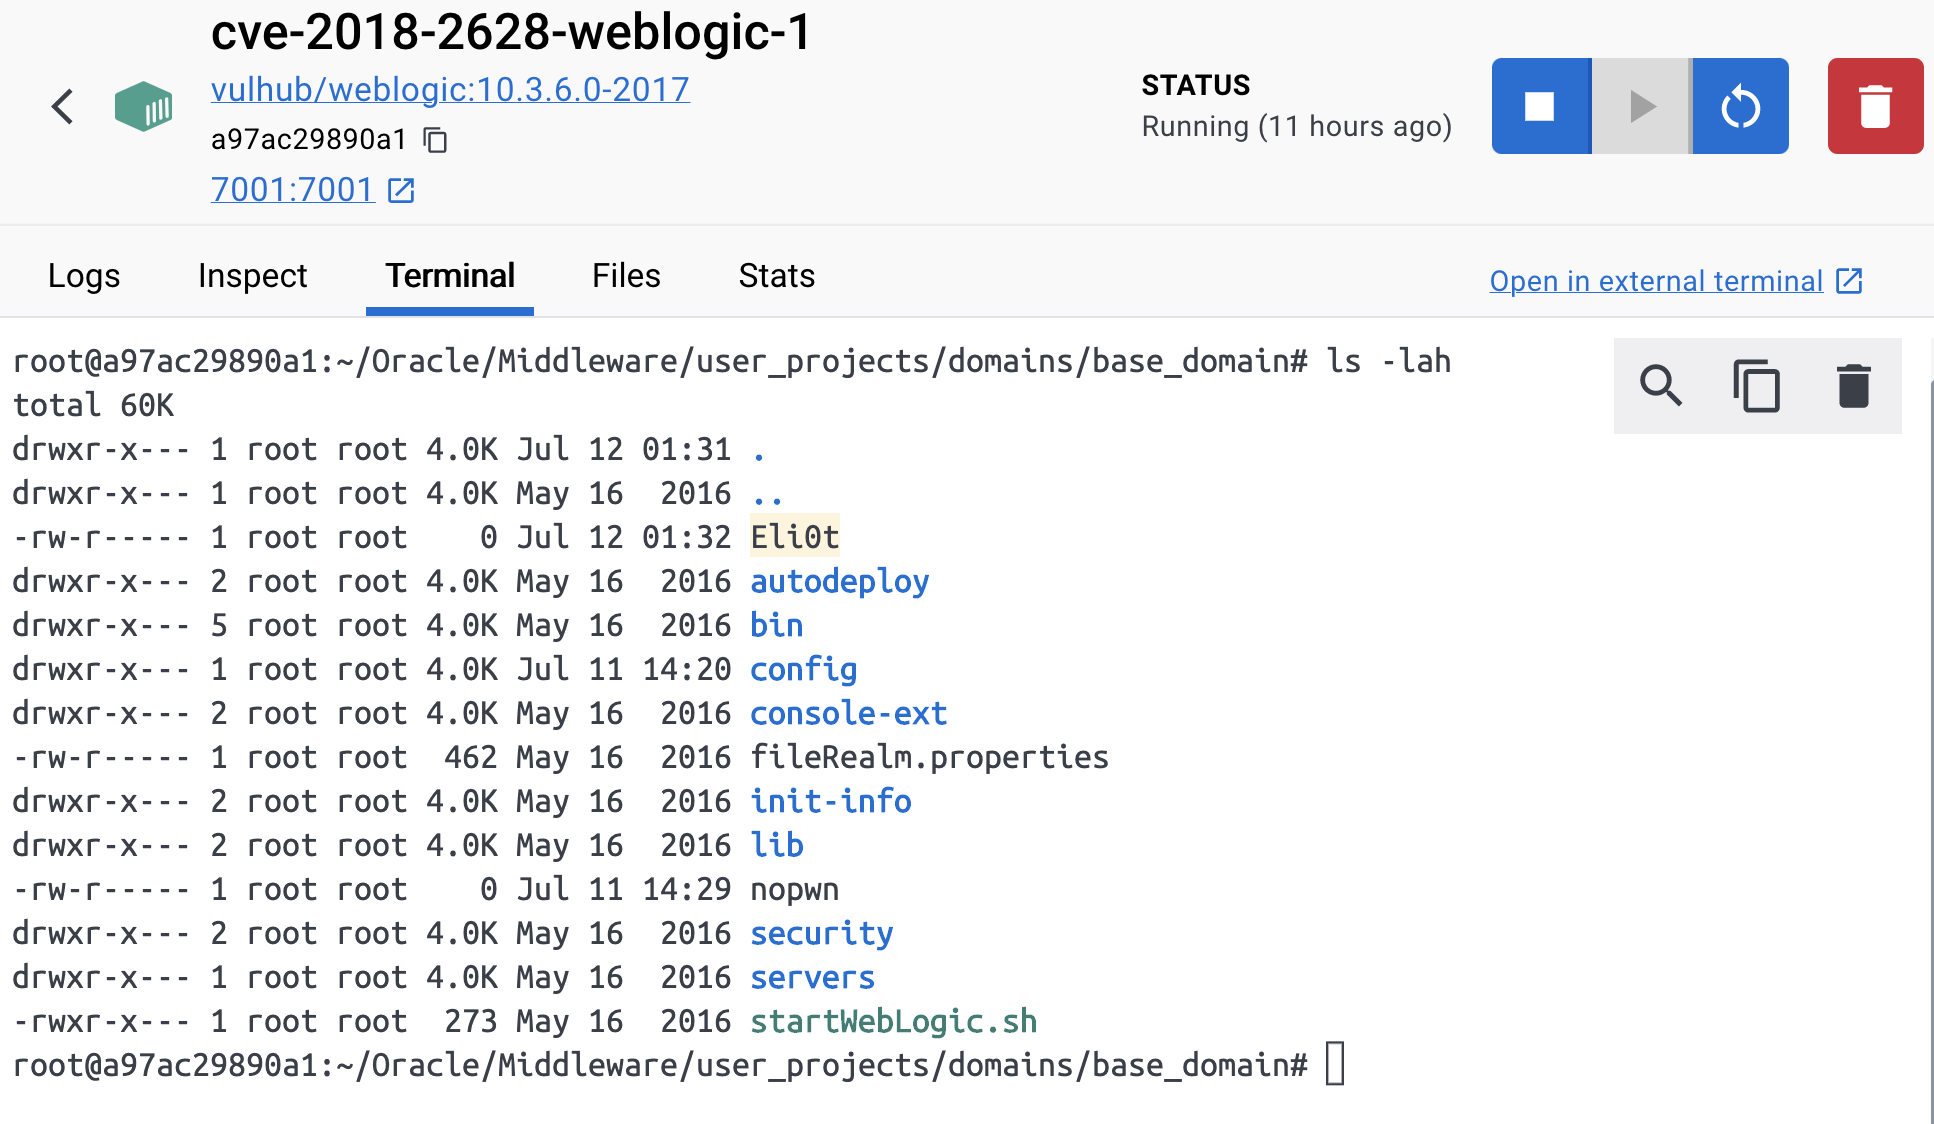 cve-2018-2628-weblogic-1
vulhub/weblogic:10.3.6.0-2017
a97ac29890a1
7001:7001
STATUS
Running (11 hours ago)
Logs Inspect Terminal Files Stats
Open in external terminal
root@a97ac29890a1:~/Oracle/Middleware/user_projects/domains/base_domain# ls -lah
total 60K
drwxr-x--- 1 root root 4.0K Jul 12 01:31 .
drwxr-x--- 1 root root 4.0K May 16  2016 ..
-rw-r----- 1 root root    0 Jul 12 01:32 Eli0t
drwxr-x--- 2 root root 4.0K May 16  2016 autodeploy
drwxr-x--- 5 root root 4.0K May 16  2016 bin
drwxr-x--- 1 root root 4.0K Jul 11 14:20 config
drwxr-x--- 2 root root 4.0K May 16  2016 console-ext
-rw-r----- 1 root root  462 May 16  2016 fileRealm.properties
drwxr-x--- 2 root root 4.0K May 16  2016 init-info
drwxr-x--- 2 root root 4.0K May 16  2016 lib
-rw-r----- 1 root root    0 Jul 11 14:29 nopwn
drwxr-x--- 2 root root 4.0K May 16  2016 security
drwxr-x--- 1 root root 4.0K May 16  2016 servers
-rwxr-x--- 1 root root  273 May 16  2016 startWebLogic.sh
root@a97ac29890a1:~/Oracle/Middleware/user_projects/domains/base_domain#